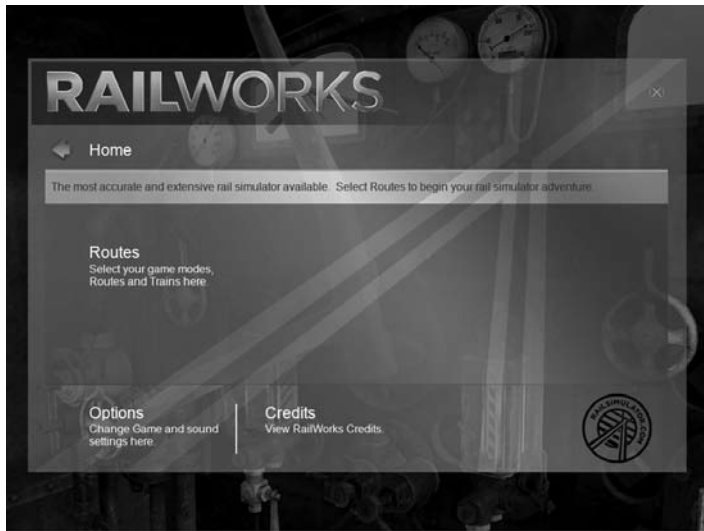 RAILWORKS
Home
The most accurate and extensive rail simulator available. Select Routes to begin your rail simulator adventure.
Routes
Select your game modes,
Routes and Trains here.
Options
Change Game and sound
settings here.
Credits
View RailWorks Credits.
RAILSIMULATOR.COM